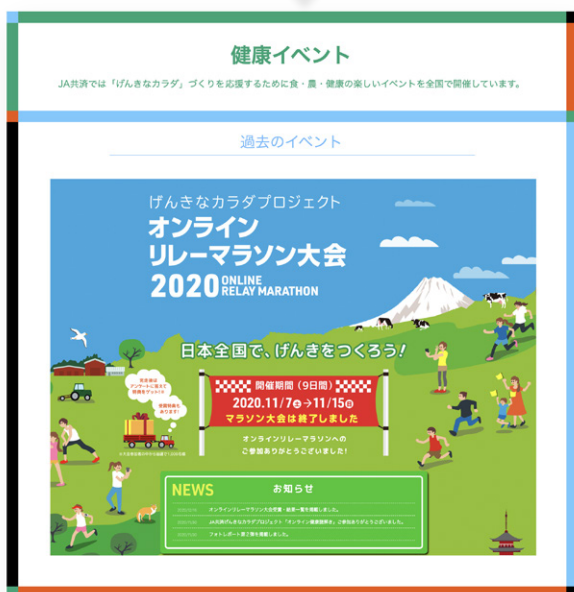 健康イベント
JA共済では「げんきなカラダ」づくりを応援するために食・農・健康の楽しいイベントを全国で開催しています。
過去のイベント
げんきなカラダプロジェクト
オンライン
リレーマラソン大会
2020 ONLINE RELAY MARATHON
日本全国で、げんきをつくろう!
開催期間（9日間）
2020.11/7土→11/15日
マラソン大会は終了しました
オンラインリレーマラソンへの
ご参加ありがとうございました!
NEWS お知らせ
オンラインリレーマラソン大会受賞・結果一覧を掲載しました。
JA共済げんきなカラダプロジェクト「オンライン健康診断®」ご参加ありがとうございました。
フォトレポート第2弾を掲載しました。